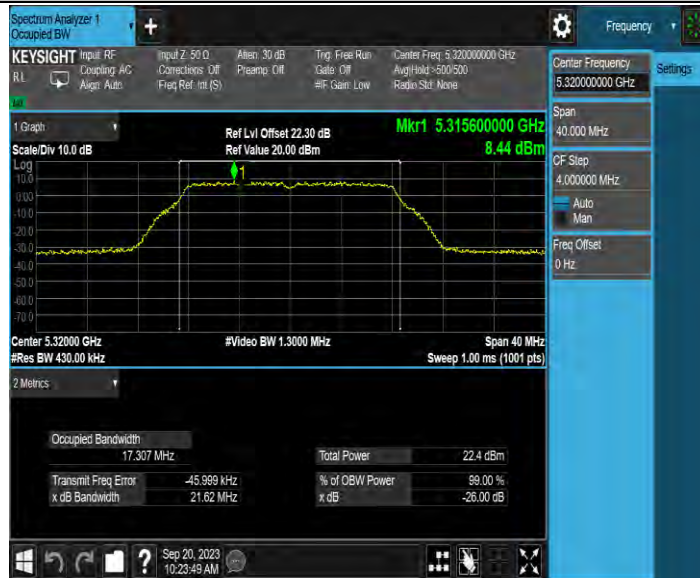 Spectrum Analyzer 1
Occupied BW
+
Frequency
KEYSIGHT
RL
Input: RF
Coupling: AC
Align: Auto
Input Z: 50 Ω
Corrections: Off
Freq Ref: Int (S)
Atten: 30 dB
Preamp: Off
Trig: Free Run
Gate: Off
#IF Gain: Low
Center Freq: 5.320000000 GHz
Avg|Hold:>500/500
Radio Std: None
Center Frequency
5.320000000 GHz
Settings
Span
40.000 MHz
CF Step
4.000000 MHz
Auto
Man
Freq Offset
0 Hz
1 Graph
Scale/Div 10.0 dB
Ref Lvl Offset 22.30 dB
Ref Value 20.00 dBm
Mkr1 5.315600000 GHz
8.44 dBm
Log
1
10.0
0.00
-10.0
-20.0
-30.0
-40.0
-50.0
-60.0
-70.0
Center 5.32000 GHz
#Res BW 430.00 kHz
#Video BW 1.3000 MHz
Span 40 MHz
Sweep 1.00 ms (1001 pts)
2 Metrics
Occupied Bandwidth
17.307 MHz
Total Power 22.4 dBm
Transmit Freq Error -45.999 kHz
% of OBW Power 99.00 %
x dB Bandwidth 21.62 MHz
x dB -26.00 dB
?
Sep 20, 2023
10:23:49 AM